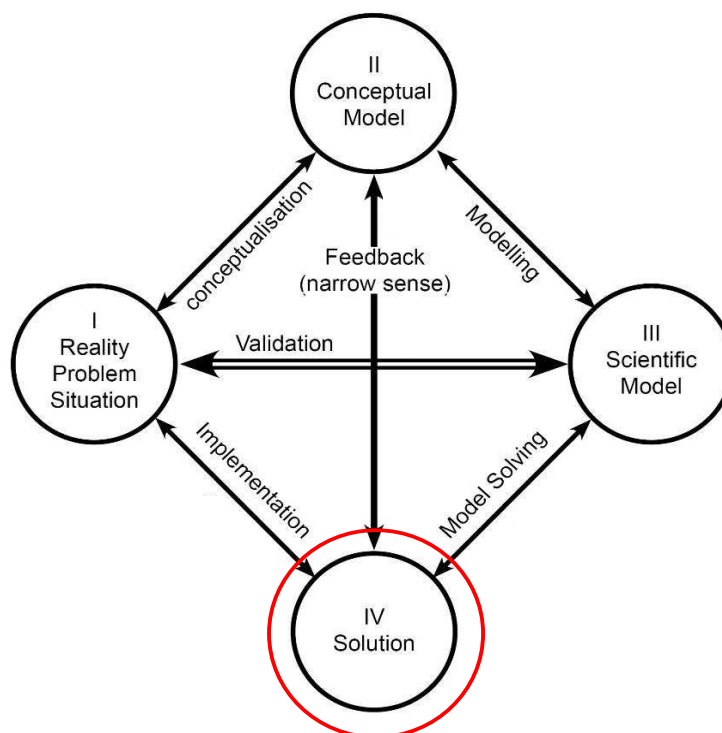 II
Conceptual
Model
conceptualisation
Modelling
Feedback
(narrow sense)
I
Reality
Problem
Situation
Validation
III
Scientific
Model
Implementation
Model Solving
IV
Solution